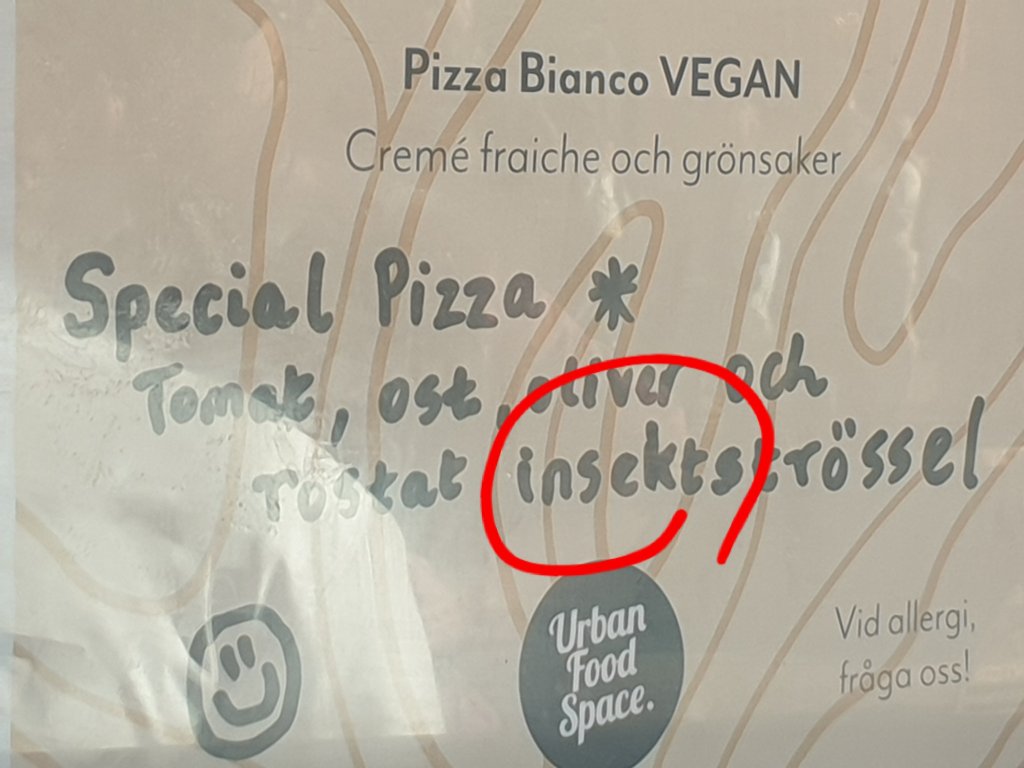 Pizza Bianco VEGAN
Cremé fraiche och grönsaker
Special Pizza *
Tomat, ost, oliver och
rostat insektströssel
Urban
Food
Space.
Vid allergi,
fråga oss!